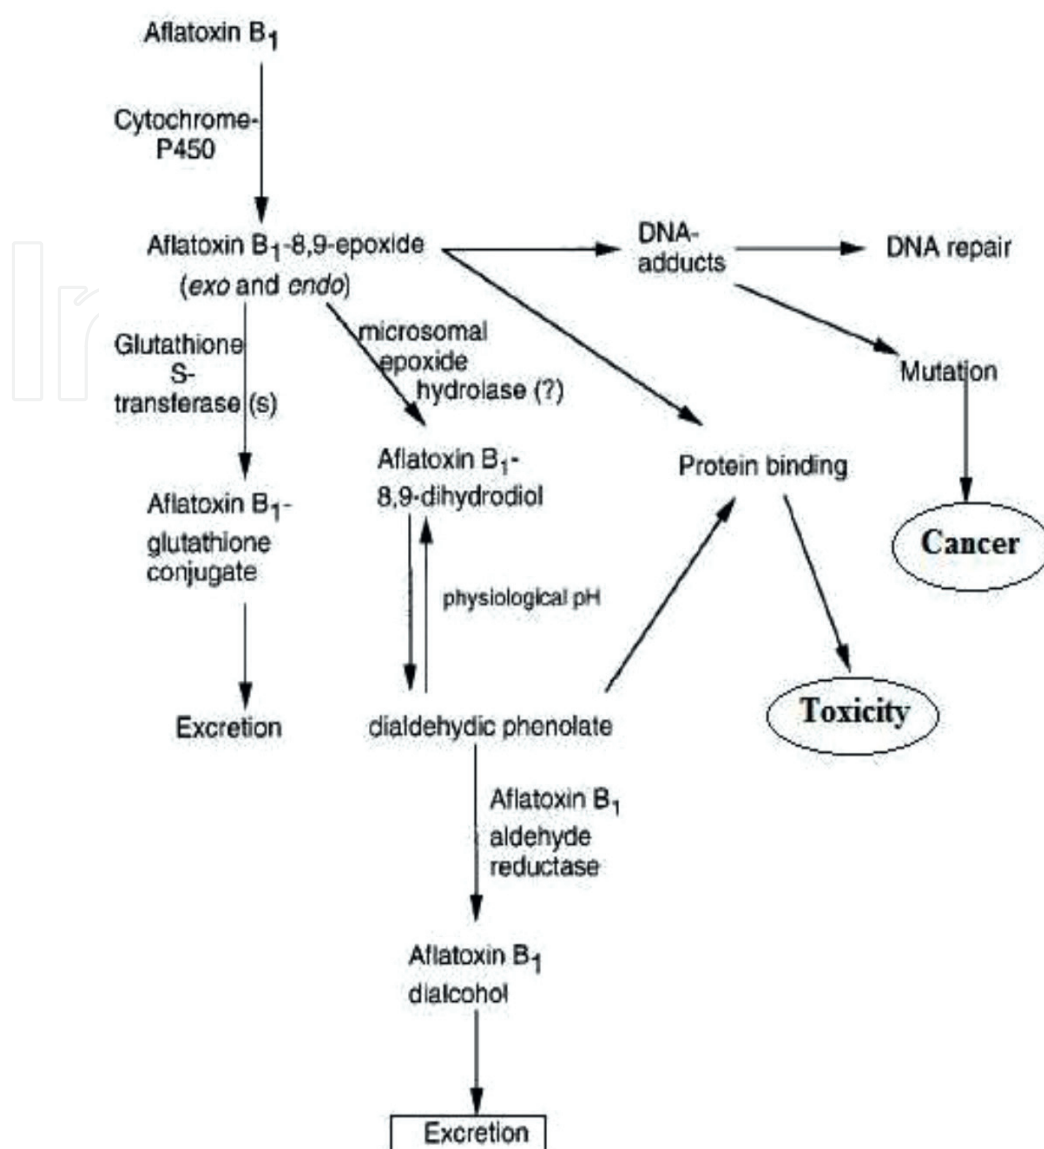 Aflatoxin B1
Cytochrome-
P450
Aflatoxin B1-8,9-epoxide
(exo and endo)
DNA-
adducts
DNA repair
Mutation
Cancer
Glutathione
S-
transferase (s)
microsomal
epoxide
hydrolase (?)
Aflatoxin B1-
8,9-dihydrodiol
Protein binding
Aflatoxin B1-
glutathione
conjugate
physiological pH
Toxicity
Excretion
dialdehydic phenolate
Aflatoxin B1
aldehyde
reductase
Aflatoxin B1
dialcohol
Excretion